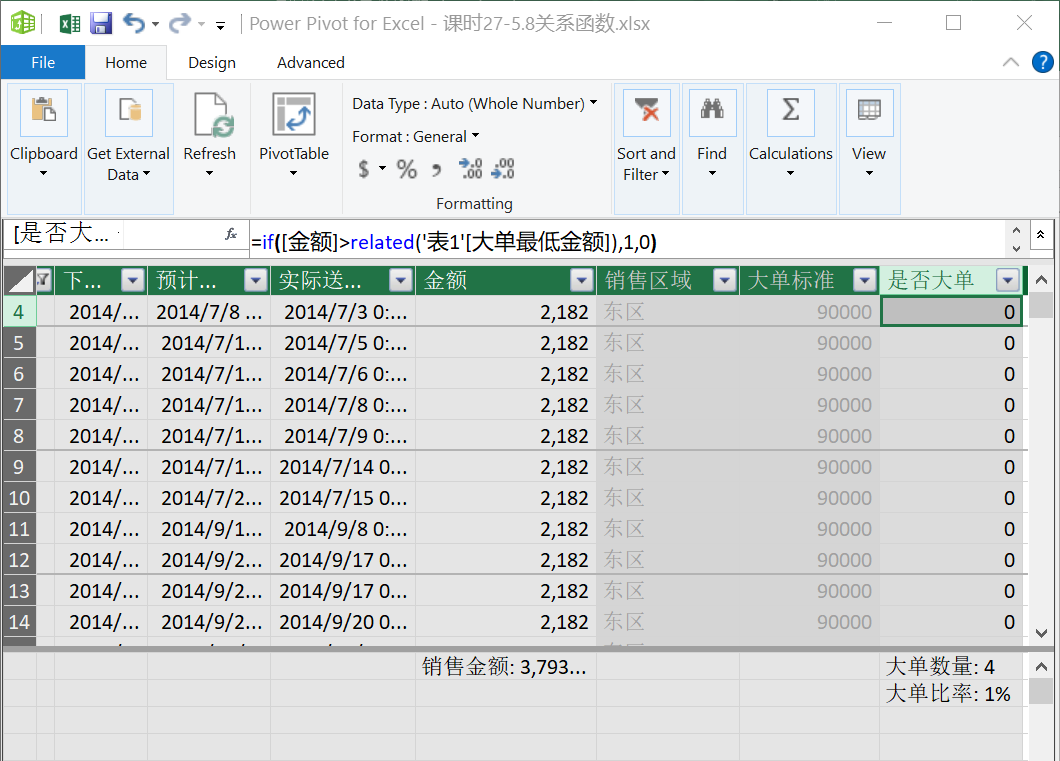 Power Pivot for Excel - 课时27-5.8关系函数.xlsx
File Home Design Advanced
Data Type : Auto (Whole Number)
Format : General
$ % , .00 .00
Clipboard Get External Data Refresh PivotTable Formatting Sort and Filter Find Calculations View
[是否大... fx =if([金额]>related('表1'[大单最低金额]),1,0)
下... 预计... 实际送... 金额 销售区域 大单标准 是否大单
4 2014/... 2014/7/8 ... 2014/7/3 0:... 2,182 东区 90000 0
5 2014/... 2014/7/1... 2014/7/5 0:... 2,182 东区 90000 0
6 2014/... 2014/7/1... 2014/7/6 0:... 2,182 东区 90000 0
7 2014/... 2014/7/1... 2014/7/8 0:... 2,182 东区 90000 0
8 2014/... 2014/7/1... 2014/7/9 0:... 2,182 东区 90000 0
9 2014/... 2014/7/1... 2014/7/14 0... 2,182 东区 90000 0
10 2014/... 2014/7/2... 2014/7/15 0... 2,182 东区 90000 0
11 2014/... 2014/9/1... 2014/9/8 0:... 2,182 东区 90000 0
12 2014/... 2014/9/2... 2014/9/17 0... 2,182 东区 90000 0
13 2014/... 2014/9/2... 2014/9/17 0... 2,182 东区 90000 0
14 2014/... 2014/9/2... 2014/9/20 0... 2,182 东区 90000 0
销售金额: 3,793... 大单数量: 4
大单比率: 1%